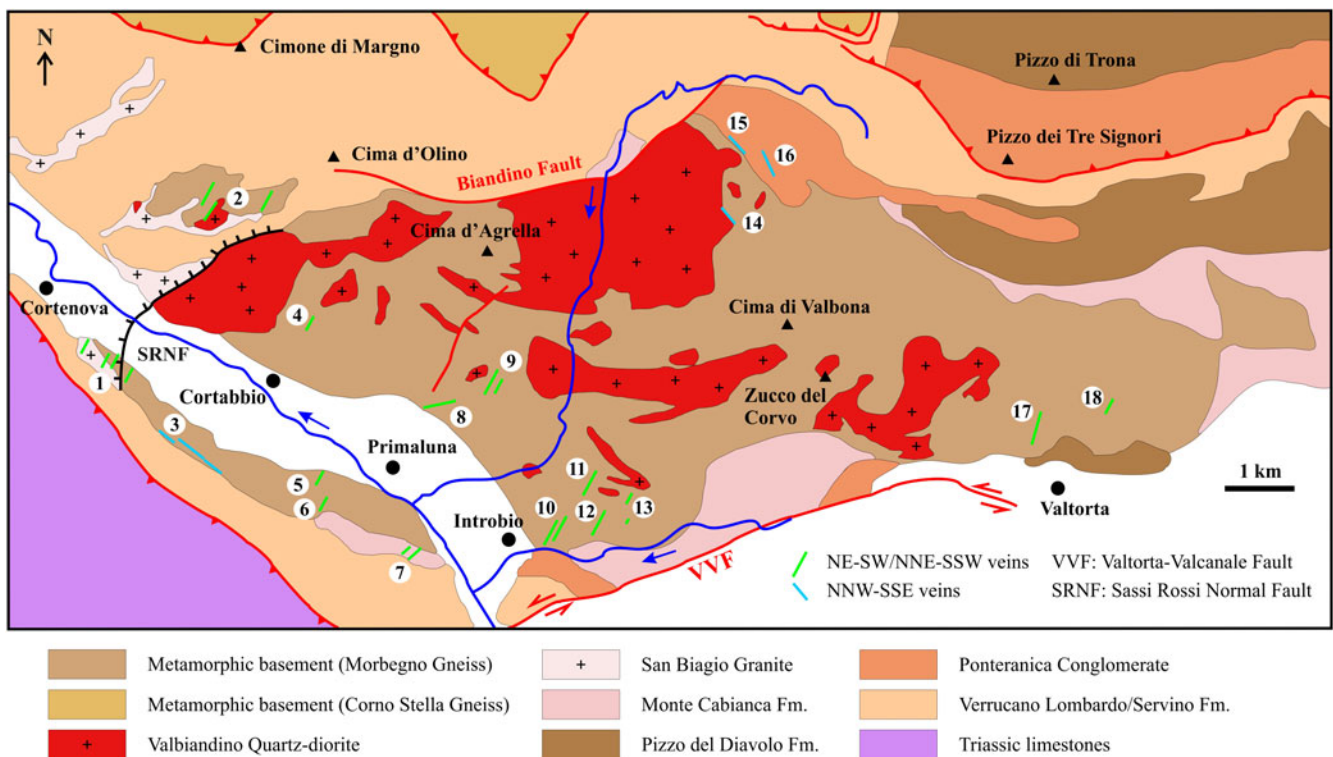 N
Cimone di Margno
Pizzo di Trona
15
16
Pizzo dei Tre Signori
Cima d'Olino
Biandino Fault
2
14
Cima d'Agrella
Cortenova
4
Cima di Valbona
SRNF
1
9
Cortabbio
8
Zucco del
Corvo
17
18
3
Primaluna
11
5
6
1 km
10
12
13
Valtorta
Introbio
7
VVF
NE-SW/NNE-SSW veins
VVF: Valtorta-Valcanale Fault
NNW-SSE veins
SRNF: Sassi Rossi Normal Fault
Metamorphic basement (Morbegno Gneiss)
San Biagio Granite
Ponteranica Conglomerate
Metamorphic basement (Corno Stella Gneiss)
Monte Cabianca Fm.
Verrucano Lombardo/Servino Fm.
Valbiandino Quartz-diorite
Pizzo del Diavolo Fm.
Triassic limestones